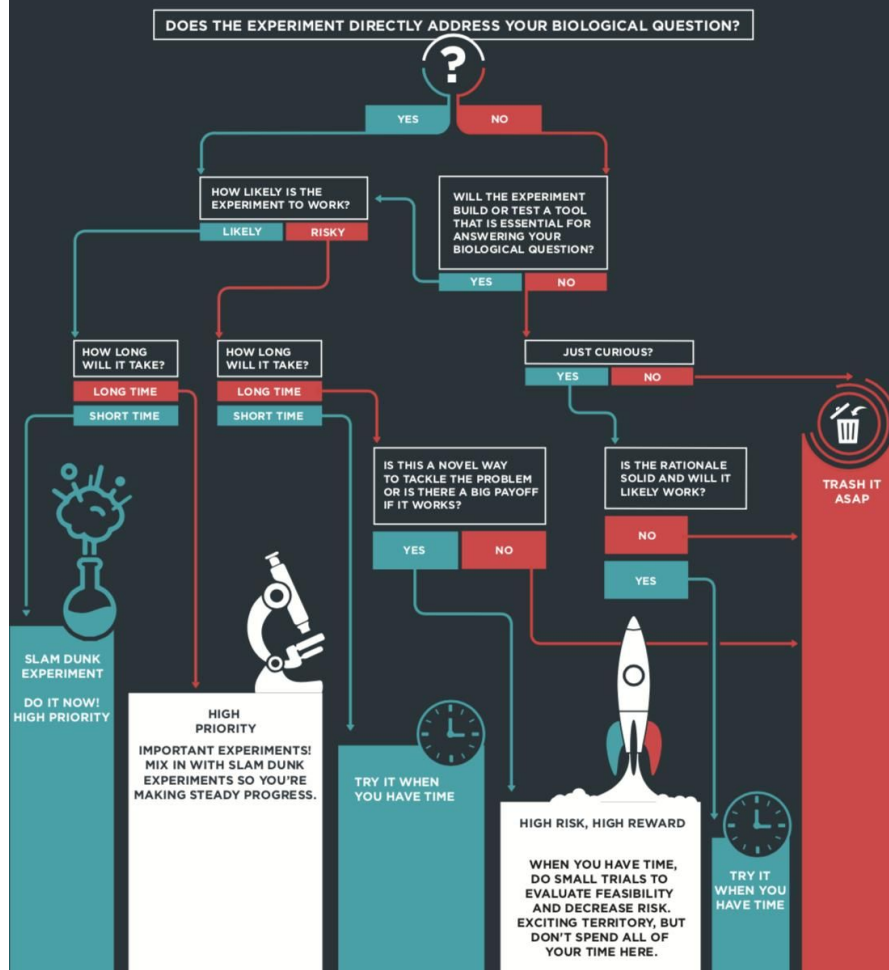 DOES THE EXPERIMENT DIRECTLY ADDRESS YOUR BIOLOGICAL QUESTION?
?
YES
NO
HOW LIKELY IS THE
EXPERIMENT TO WORK?
LIKELY
RISKY
WILL THE EXPERIMENT
BUILD OR TEST A TOOL
THAT IS ESSENTIAL FOR
ANSWERING YOUR
BIOLOGICAL QUESTION?
YES
NO
HOW LONG
WILL IT TAKE?
LONG TIME
SHORT TIME
HOW LONG
WILL IT TAKE?
LONG TIME
SHORT TIME
JUST CURIOUS?
YES
NO
IS THIS A NOVEL WAY
TO TACKLE THE PROBLEM
OR IS THERE A BIG PAYOFF
IF IT WORKS?
YES
NO
IS THE RATIONALE
SOLID AND WILL IT
LIKELY WORK?
NO
YES
TRASH IT
ASAP
SLAM DUNK
EXPERIMENT
DO IT NOW!
HIGH PRIORITY
HIGH
PRIORITY
IMPORTANT EXPERIMENTS!
MIX IN WITH SLAM DUNK
EXPERIMENTS SO YOU'RE
MAKING STEADY PROGRESS.
TRY IT WHEN
YOU HAVE TIME
HIGH RISK, HIGH REWARD
WHEN YOU HAVE TIME,
DO SMALL TRIALS TO
EVALUATE FEASIBILITY
AND DECREASE RISK.
EXCITING TERRITORY, BUT
DON'T SPEND ALL OF
YOUR TIME HERE.
TRY IT
WHEN YOU
HAVE TIME